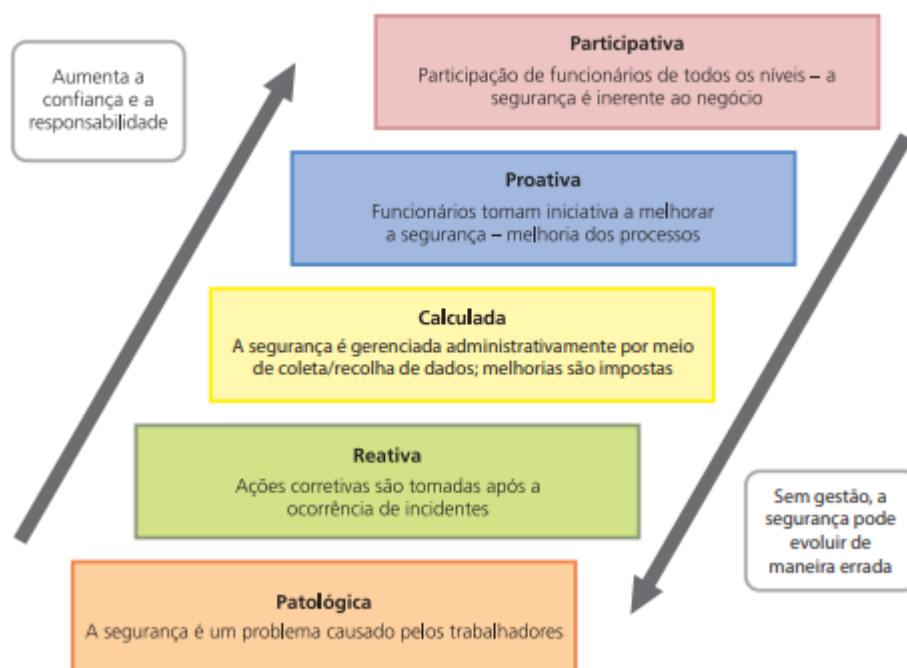 Aumenta a
confiança e a
responsabilidade
Participativa
Participação de funcionários de todos os níveis – a
segurança é inerente ao negócio
Proativa
Funcionários tomam iniciativa a melhorar
a segurança – melhoria dos processos
Calculada
A segurança é gerenciada administrativamente por meio
de coleta/recolha de dados; melhorias são impostas
Reativa
Ações corretivas são tomadas após a
ocorrência de incidentes
Sem gestão, a
segurança pode
evoluir de
maneira errada
Patológica
A segurança é um problema causado pelos trabalhadores